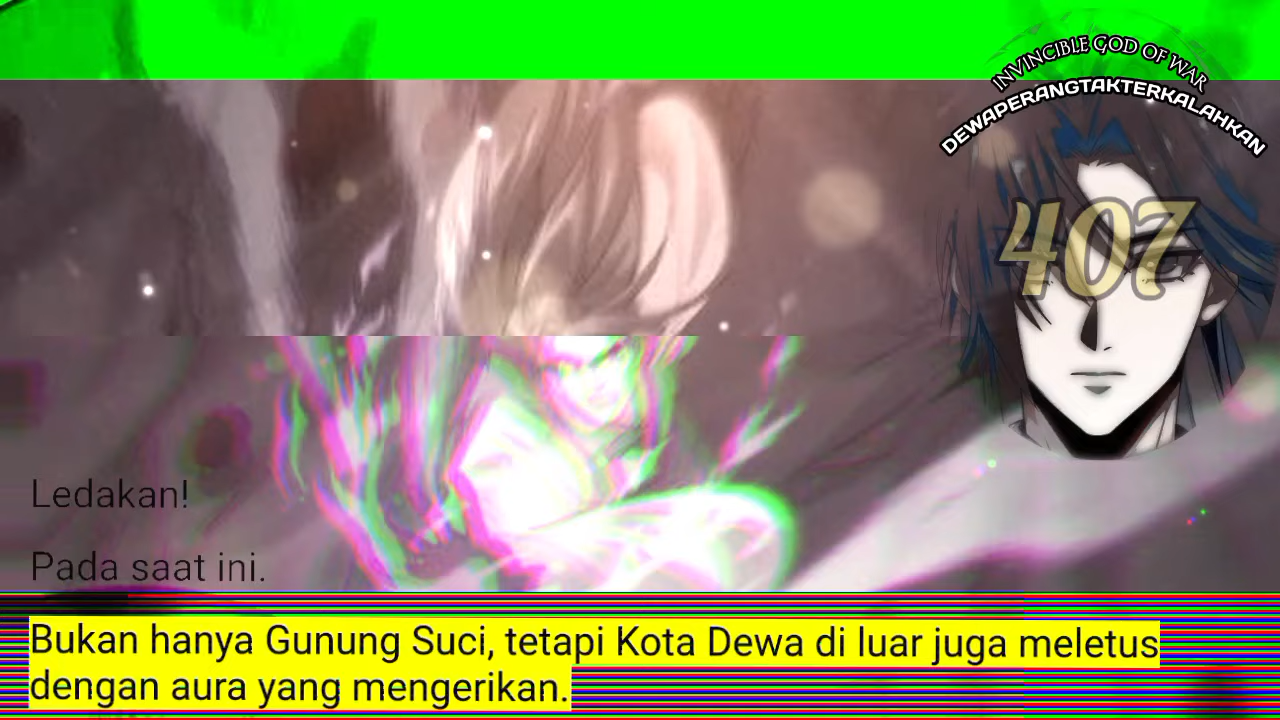 INVINCIBLE GOD OF WAR
DEWAPERANGTAKTERKALAHKAN
407
Ledakan!
Pada saat ini.
Bukan hanya Gunung Suci, tetapi Kota Dewa di luar juga meletus
dengan aura yang mengerikan.